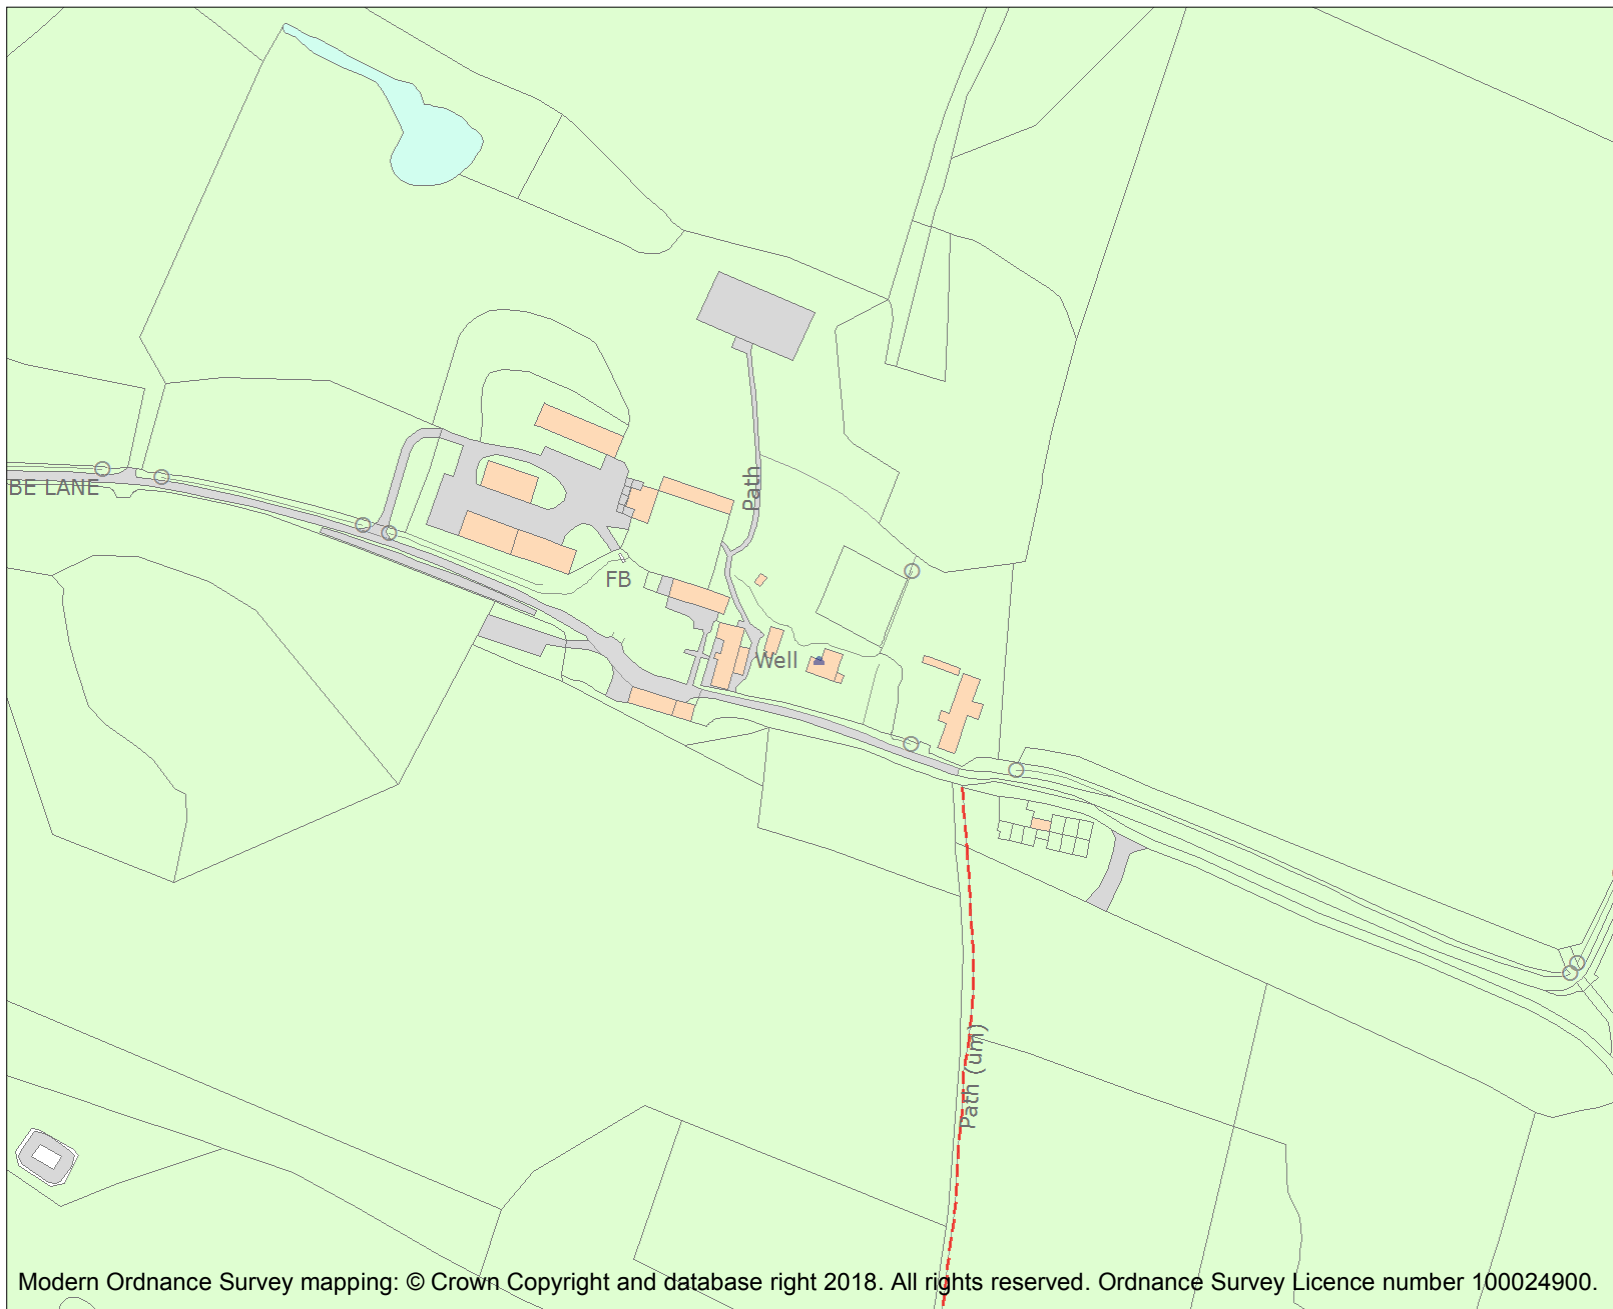 Path
BE LANE
FB
Well
Path (um)
Modern Ordnance Survey mapping: © Crown Copyright and database right 2018. All rights reserved. Ordnance Survey Licence number 100024900.